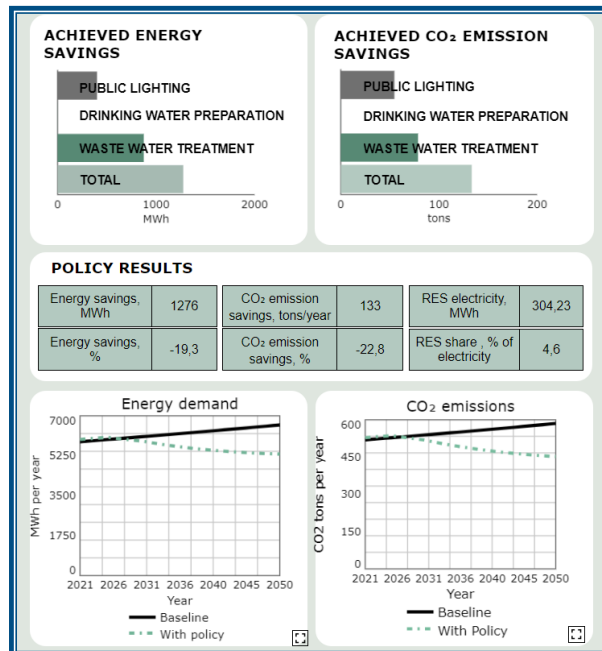 ACHIEVED ENERGY
SAVINGS
PUBLIC LIGHTING
DRINKING WATER PREPARATION
WASTE WATER TREATMENT
TOTAL
0
1000
2000
MWh
ACHIEVED CO₂ EMISSION
SAVINGS
PUBLIC LIGHTING
DRINKING WATER PREPARATION
WASTE WATER TREATMENT
TOTAL
0
100
200
tons
POLICY RESULTS
Energy savings,
MWh
1276
CO₂ emission
savings, tons/year
133
RES electricity,
MWh
304,23
Energy savings,
%
-19,3
CO₂ emission
savings, %
-22,8
RES share , % of
electricity
4,6
Energy demand
MWh per year
7000
5250
3500
1750
0
2021 2026 2031 2036 2040 2045 2050
Year
Baseline
With policy
CO₂ emissions
CO2 tons per year
600
450
300
150
0
2021 2026 2031 2036 2040 2045 2050
Year
Baseline
With Policy